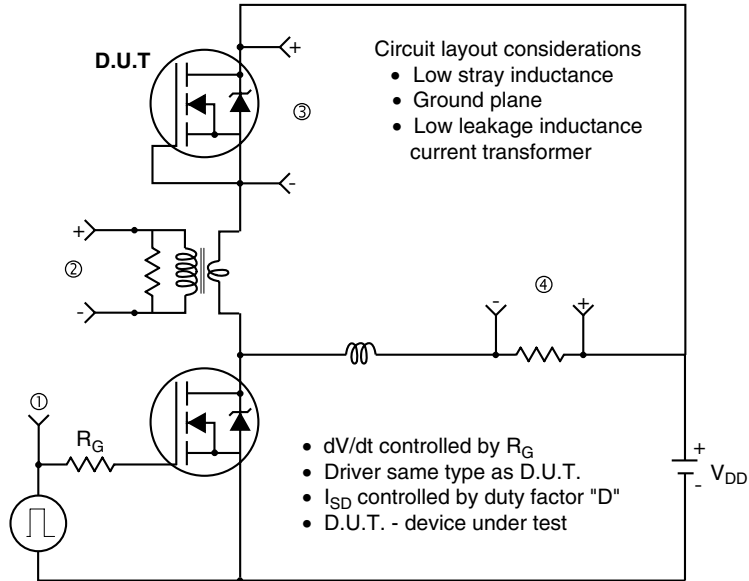 D.U.T
+
③
-
Circuit layout considerations
• Low stray inductance
• Ground plane
• Low leakage inductance
current transformer
+
②
-
④
- +
①
R_G
• dV/dt controlled by R_G
• Driver same type as D.U.T.
• I_SD controlled by duty factor "D"
• D.U.T. - device under test
+
V_DD
-